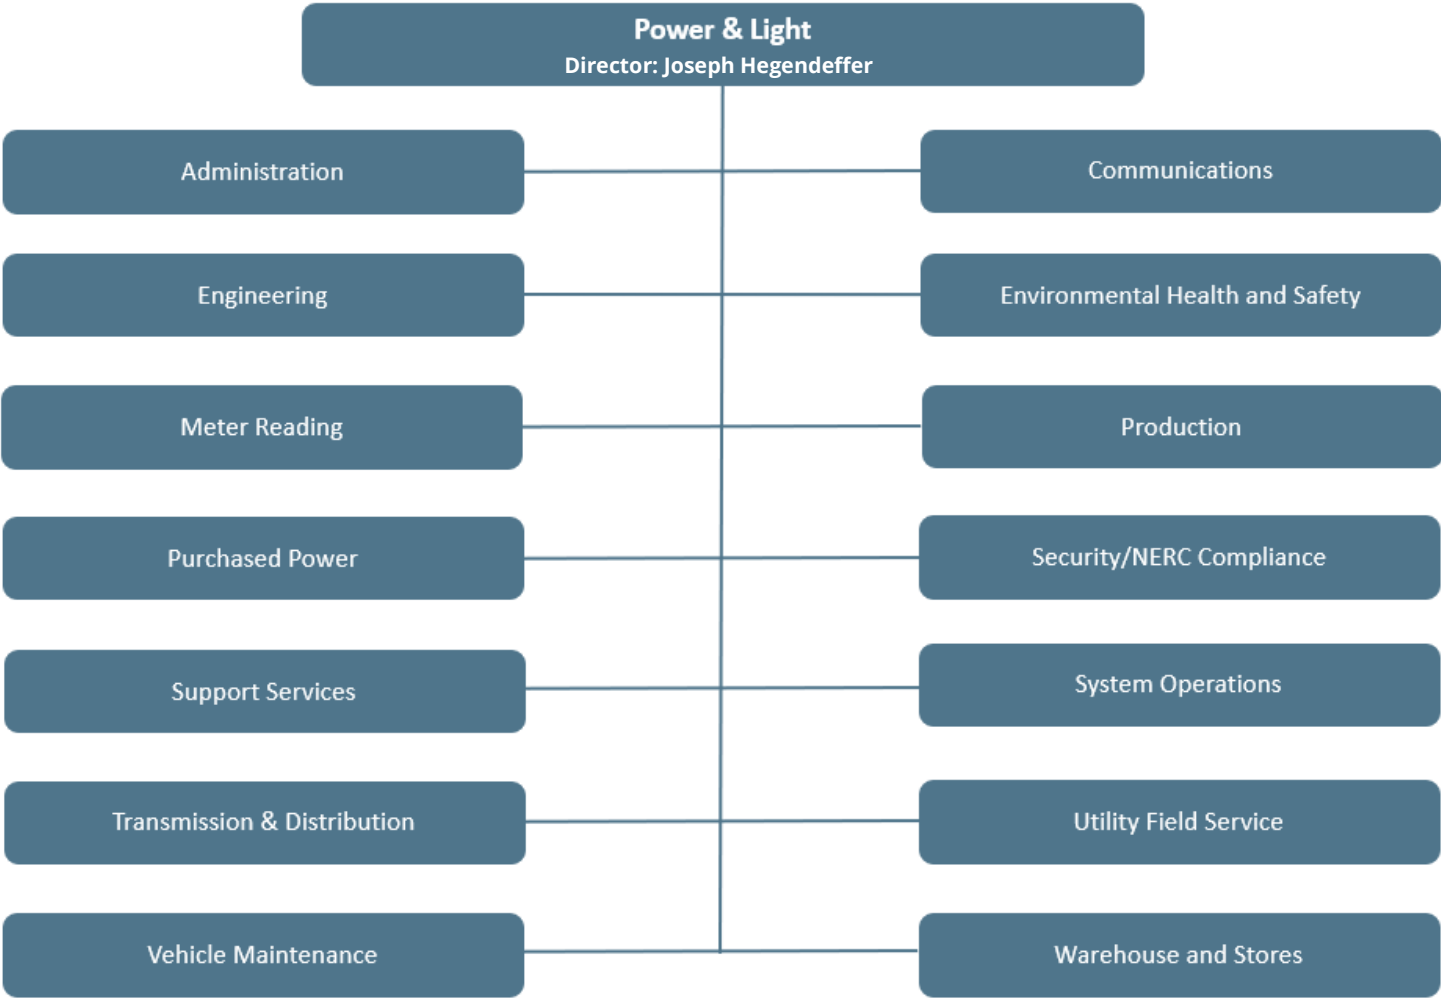 Power & Light
Director: Joseph Hegendeffer
Administration
Communications
Engineering
Environmental Health and Safety
Meter Reading
Production
Purchased Power
Security/NERC Compliance
Support Services
System Operations
Transmission & Distribution
Utility Field Service
Vehicle Maintenance
Warehouse and Stores